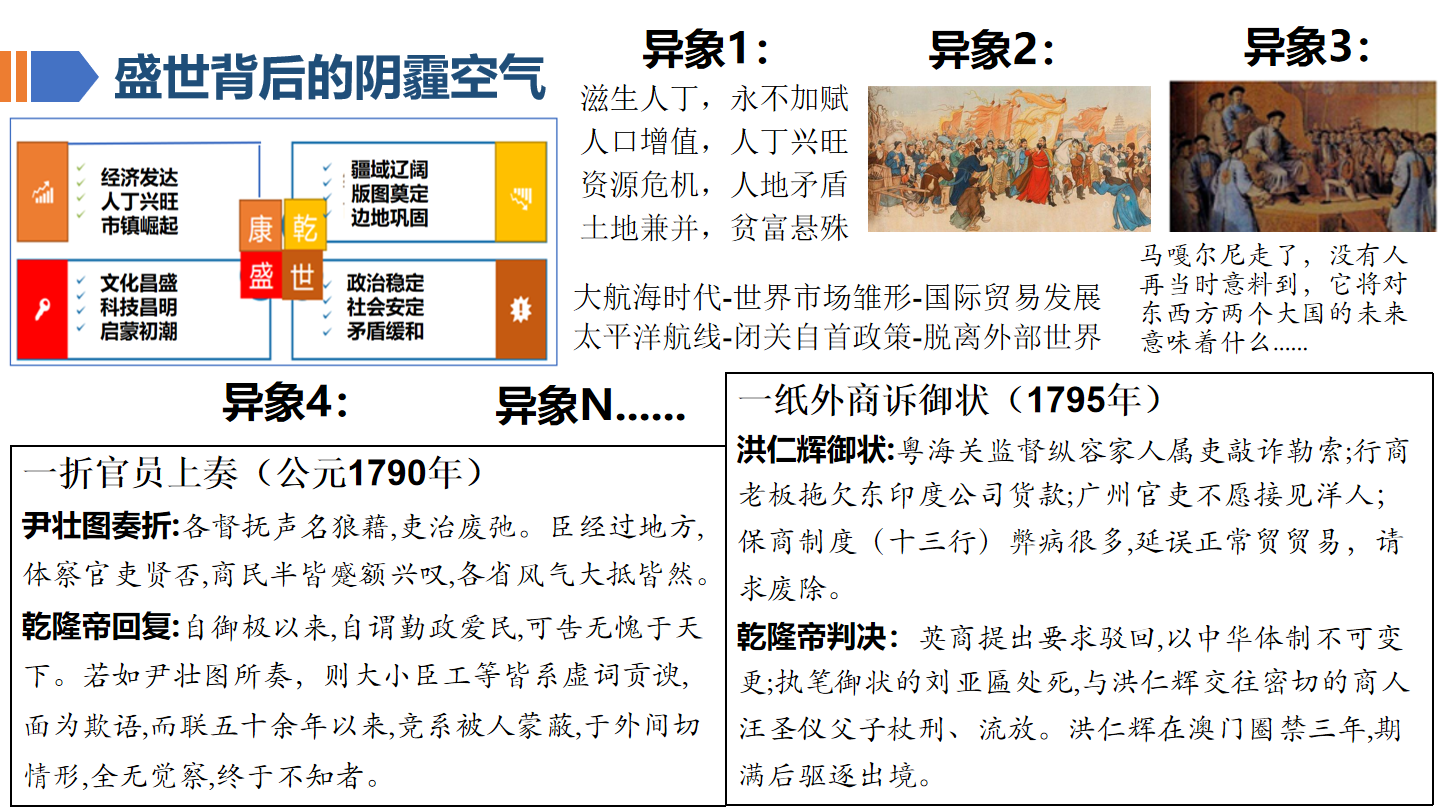 盛世背后的阴霾空气
经济发达
人丁兴旺
市镇崛起
疆域辽阔
版图奠定
边地巩固
康
乾
盛
世
文化昌盛
科技昌明
启蒙初潮
政治稳定
社会安定
矛盾缓和
异象1：
滋生人丁，永不加赋
人口增值，人丁兴旺
资源危机，人地矛盾
土地兼并，贫富悬殊
异象2：
异象3：
大航海时代-世界市场雏形-国际贸易发展
太平洋航线-闭关自首政策-脱离外部世界
马嘎尔尼走了，没有人
再当时意料到，它将对
东西方两个大国的未来
意味着什么......
异象4：
异象N......
一折官员上奏（公元1790年）
尹壮图奏折:各督抚声名狼藉,吏治废弛。臣经过地方,
体察官吏贤否,商民半皆蹙额兴叹,各省风气大抵皆然。
乾隆帝回复:自御极以来,自谓勤政爱民,可告无愧于天
下。若如尹壮图所奏，则大小臣工等皆系虚词贡谀,
面为欺语,而联五十余年以来,竞系被人蒙蔽,于外间切
情形,全无觉察,终于不知者。
一纸外商诉御状（1795年）
洪仁辉御状:粤海关监督纵容家人属吏敲诈勒索;行商
老板拖欠东印度公司货款;广州官吏不愿接见洋人;
保商制度（十三行）弊病很多,延误正常贸贸易，请
求废除。
乾隆帝判决：英商提出要求驳回,以中华体制不可变
更;执笔御状的刘亚匾处死,与洪仁辉交往密切的商人
汪圣仪父子杖刑、流放。洪仁辉在澳门圈禁三年,期
满后驱逐出境。